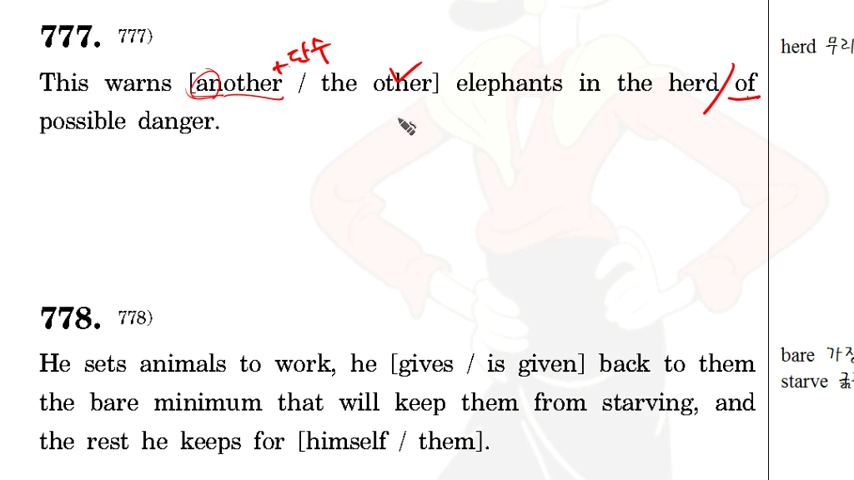 777. 777)
herd 무리
+단수
This warns [another / the other] elephants in the herd / of
possible danger.
778. 778)
He sets animals to work, he [gives / is given] back to them
bare
the bare minimum that will keep them from starving, and
starve
the rest he keeps for [himself / them].